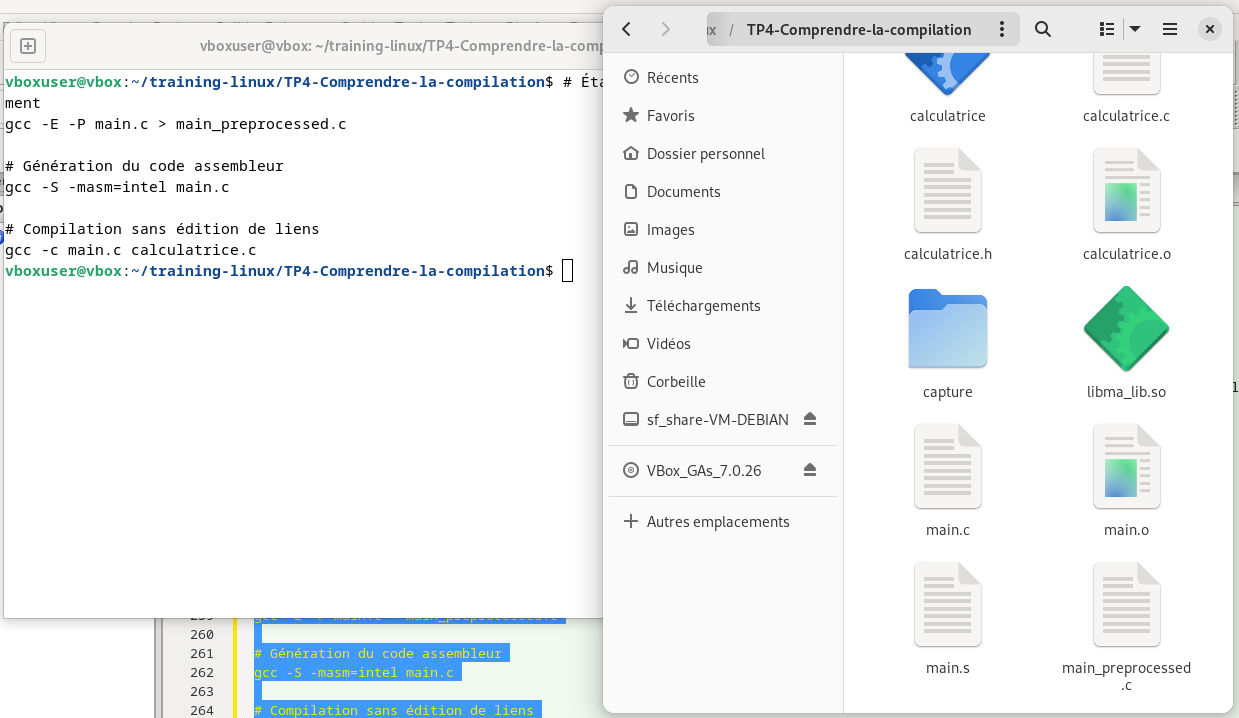 vboxuser@vbox: ~/training-linux/TP4-Comprendre-la-comp
vboxuser@vbox:~/training-linux/TP4-Comprendre-la-compilation$ # Éta
ment
gcc -E -P main.c > main_preprocessed.c
# Génération du code assembleur
gcc -S -masm=intel main.c
# Compilation sans édition de liens
gcc -c main.c calculatrice.c
vboxuser@vbox:~/training-linux/TP4-Comprendre-la-compilation$
260
261 # Génération du code assembleur
262 gcc -S -masm=intel main.c
263
264 # Compilation sans édition de liens
ux / TP4-Comprendre-la-compilation
Récents
Favoris
Dossier personnel
Documents
Images
Musique
Téléchargements
Vidéos
Corbeille
sf_share-VM-DEBIAN
VBox_GAs_7.0.26
Autres emplacements
calculatrice
calculatrice.c
calculatrice.h
calculatrice.o
capture
libma_lib.so
main.c
main.o
main.s
main_preprocessed
.c